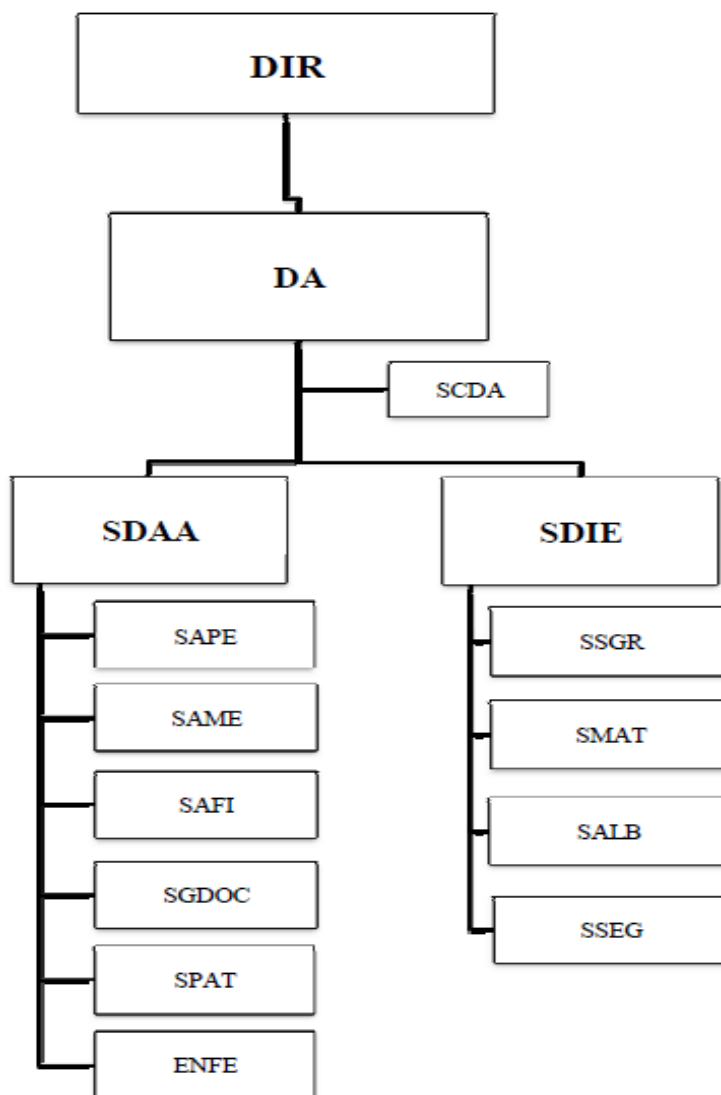 DIR
DA
SCDA
SDAA
SAPE
SAME
SAFI
SGDOC
SPAT
ENFE
SDIE
SSGR
SMAT
SALB
SSEG